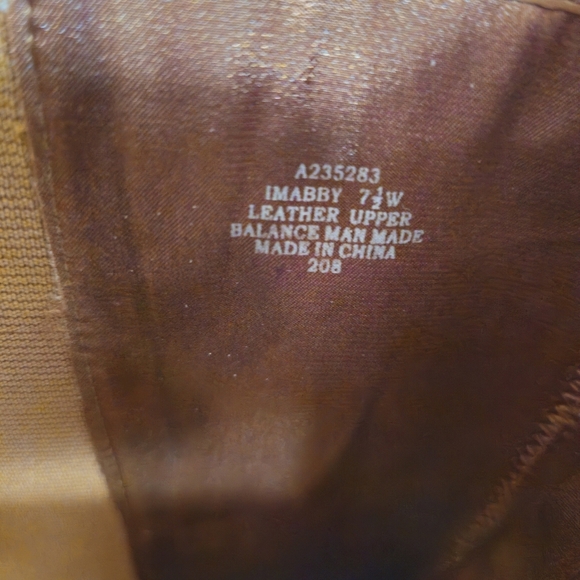 A235283
IMABBY 7½W
LEATHER UPPER
BALANCE MAN MADE
MADE IN CHINA
208